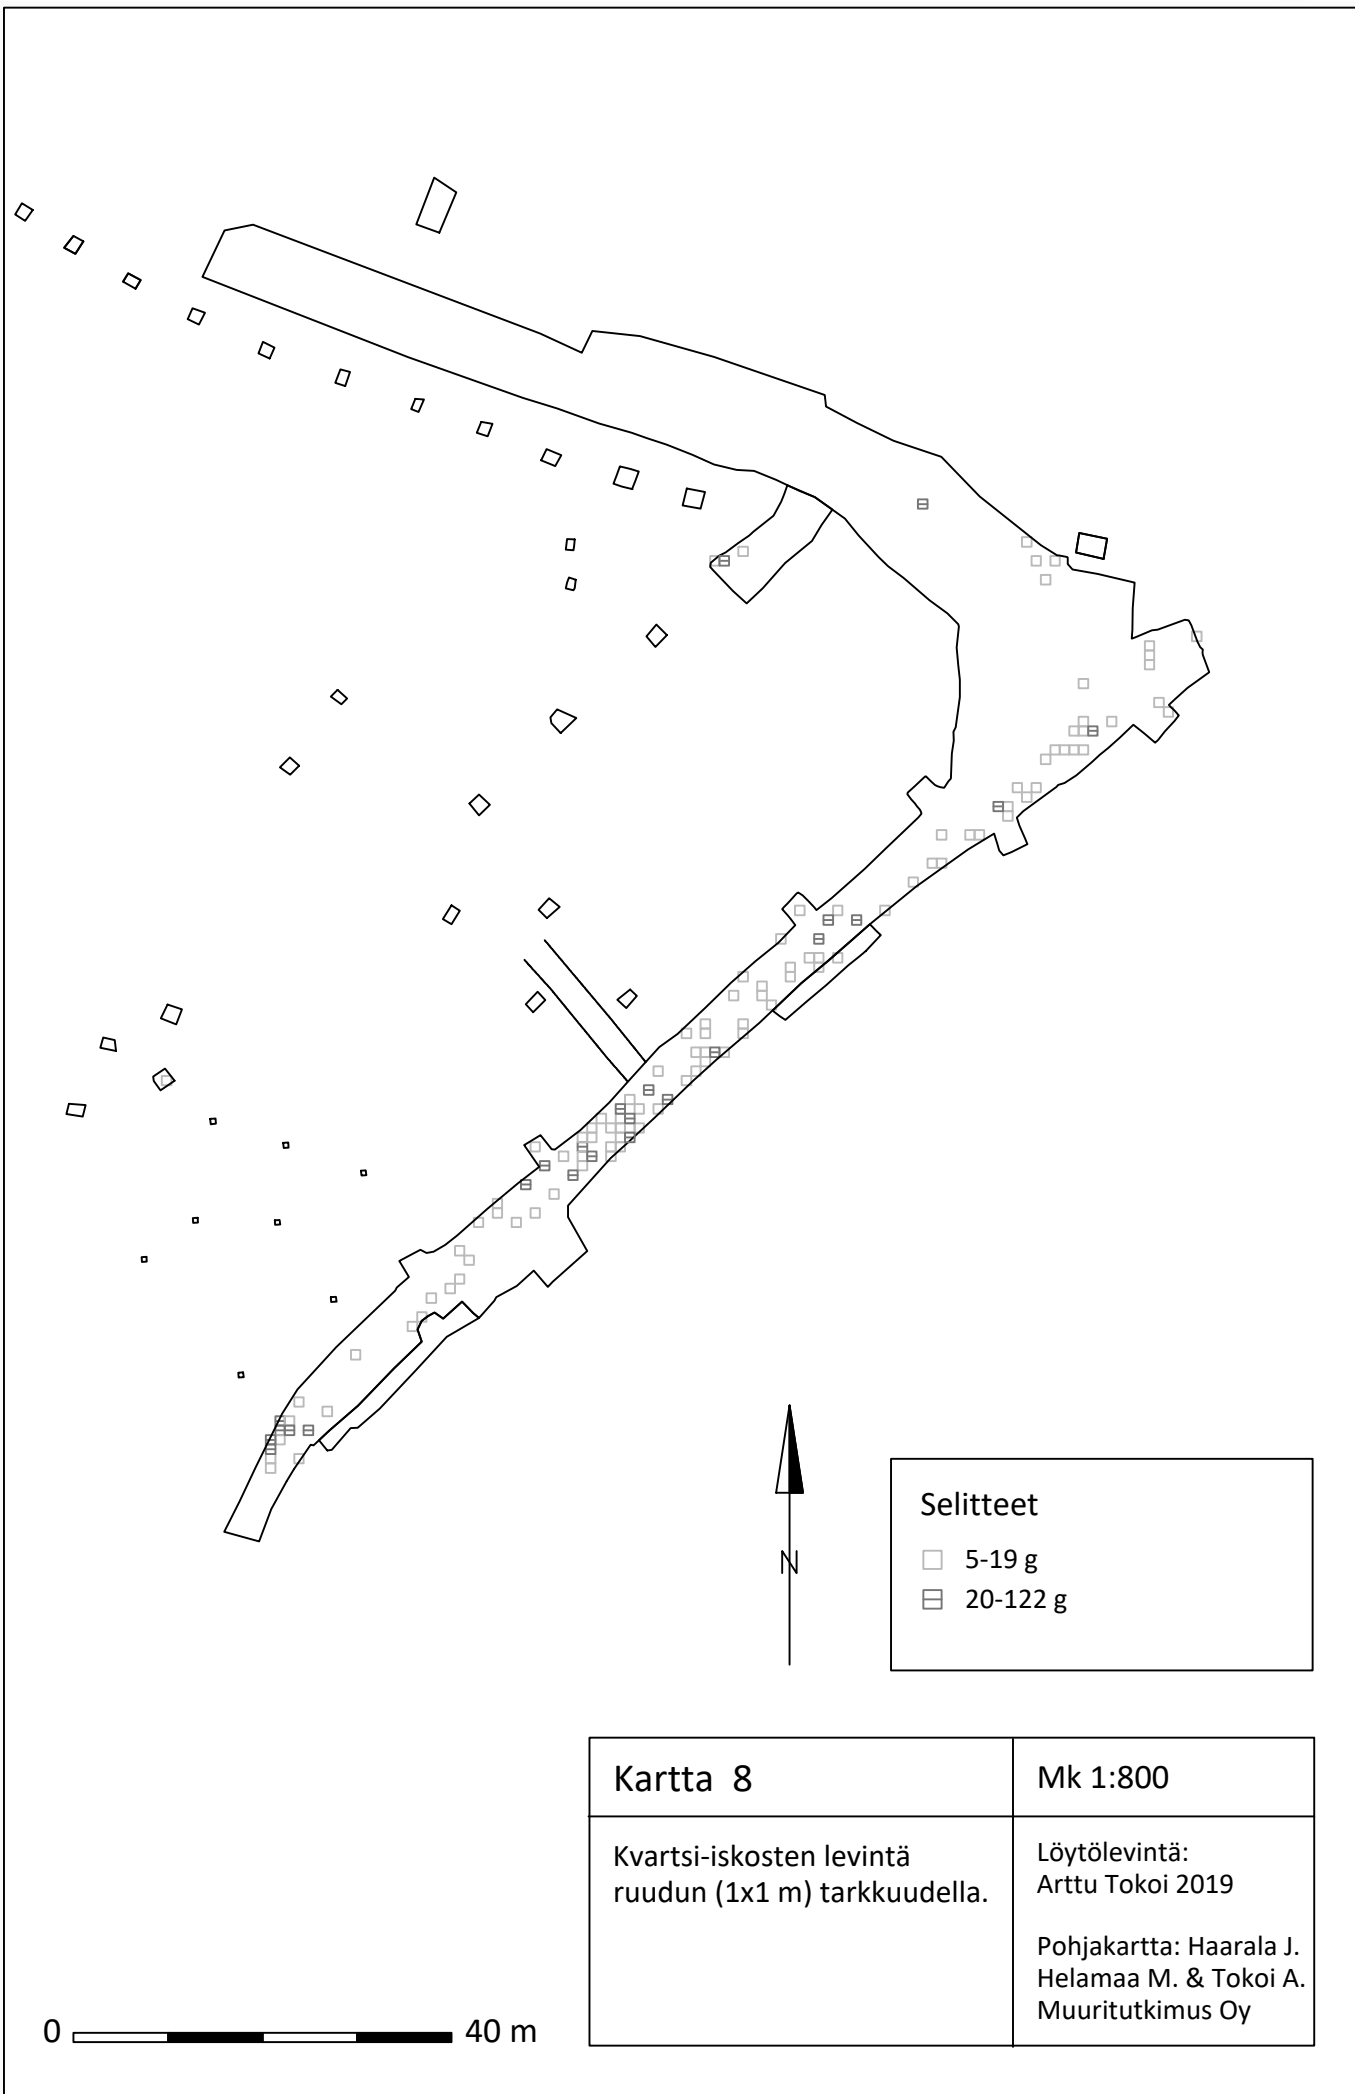 N
Selitteet
5-19 g
20-122 g
Kartta 8
Mk 1:800
Kvartsi-iskosten levintä
ruudun (1x1 m) tarkkuudella.
Löytölevintä:
Arttu Tokoi 2019
Pohjakartta: Haarala J.
Helamaa M. & Tokoi A.
Muuritutkimus Oy
0 40 m